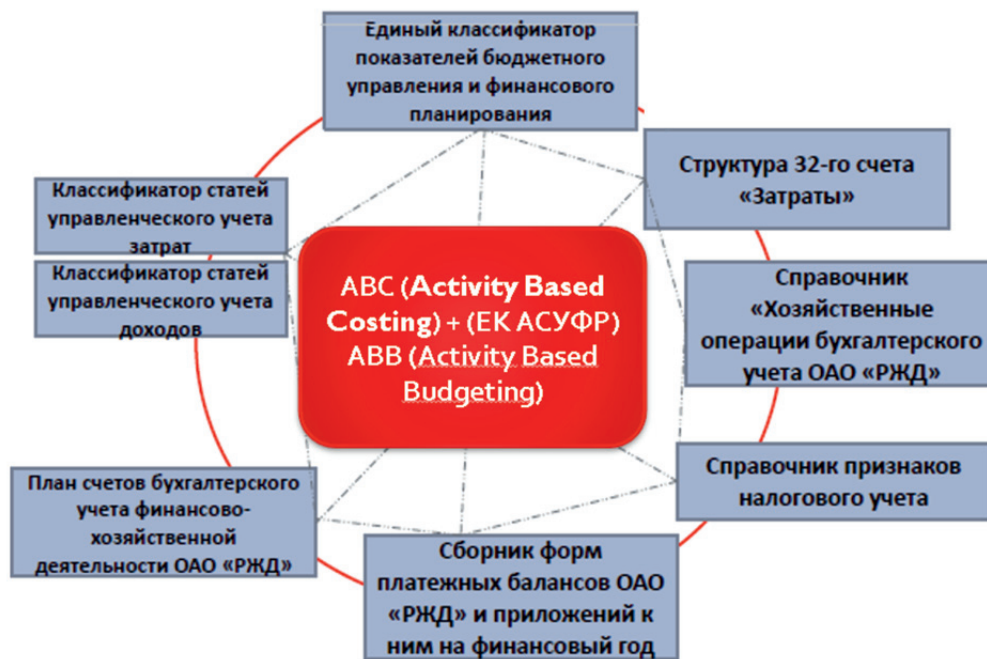 Единый классификатор
показателей бюджетного
управления и финансового
планирования
Структура 32-го счета
«Затраты»
Классификатор статей
управленческого учета
затрат
Классификатор статей
управленческого учета
доходов
ABC (Activity Based
Costing) + (ЕК АСУФР)
ABB (Activity Based
Budgeting)
Справочник
«Хозяйственные
операции бухгалтерского
учета ОАО «РЖД»
План счетов бухгалтерского
учета финансово-
хозяйственной
деятельности ОАО «РЖД»
Справочник признаков
налогового учета
Сборник форм
платежных балансов ОАО
«РЖД» и приложений к
ним на финансовый год